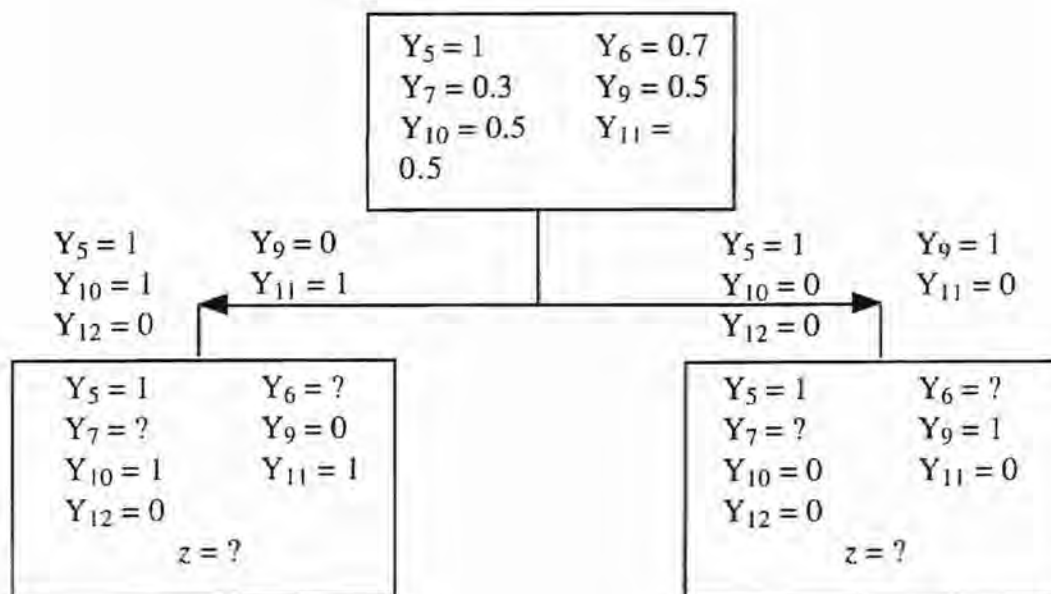 Y5 = 1 Y6 = 0.7
Y7 = 0.3 Y9 = 0.5
Y10 = 0.5 Y11 =
0.5
Y5 = 1 Y9 = 0
Y10 = 1 Y11 = 1
Y12 = 0
Y5 = 1 Y9 = 1
Y10 = 0 Y11 = 0
Y12 = 0
Y5 = 1 Y6 = ?
Y7 = ? Y9 = 0
Y10 = 1 Y11 = 1
Y12 = 0
z = ?
Y5 = 1 Y6 = ?
Y7 = ? Y9 = 1
Y10 = 0 Y11 = 0
Y12 = 0
z = ?